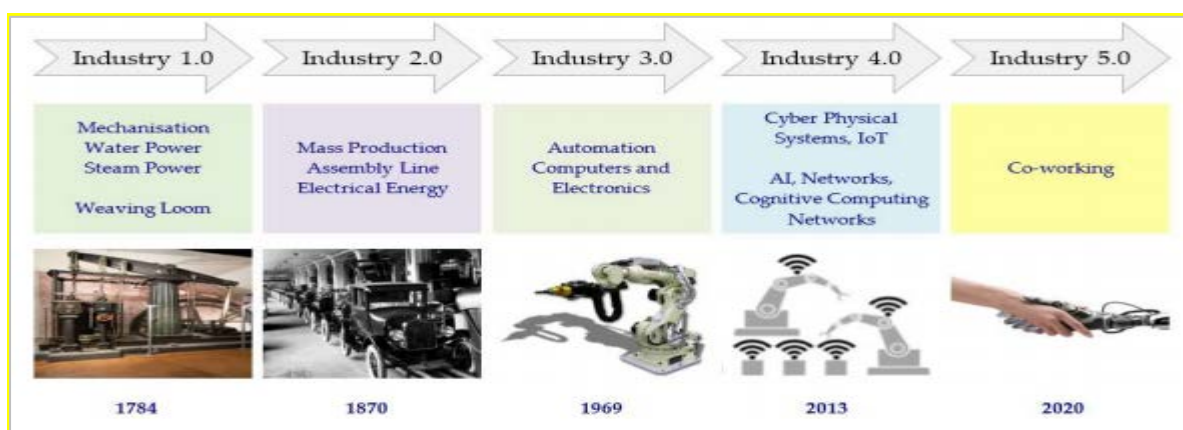 Industry 1.0
Industry 2.0
Industry 3.0
Industry 4.0
Industry 5.0
Mechanisation
Water Power
Steam Power
Weaving Loom
Mass Production
Assembly Line
Electrical Energy
Automation
Computers and
Electronics
Cyber Physical
Systems, IoT
AI, Networks,
Cognitive Computing
Networks
Co-working
1784
1870
1969
2013
2020